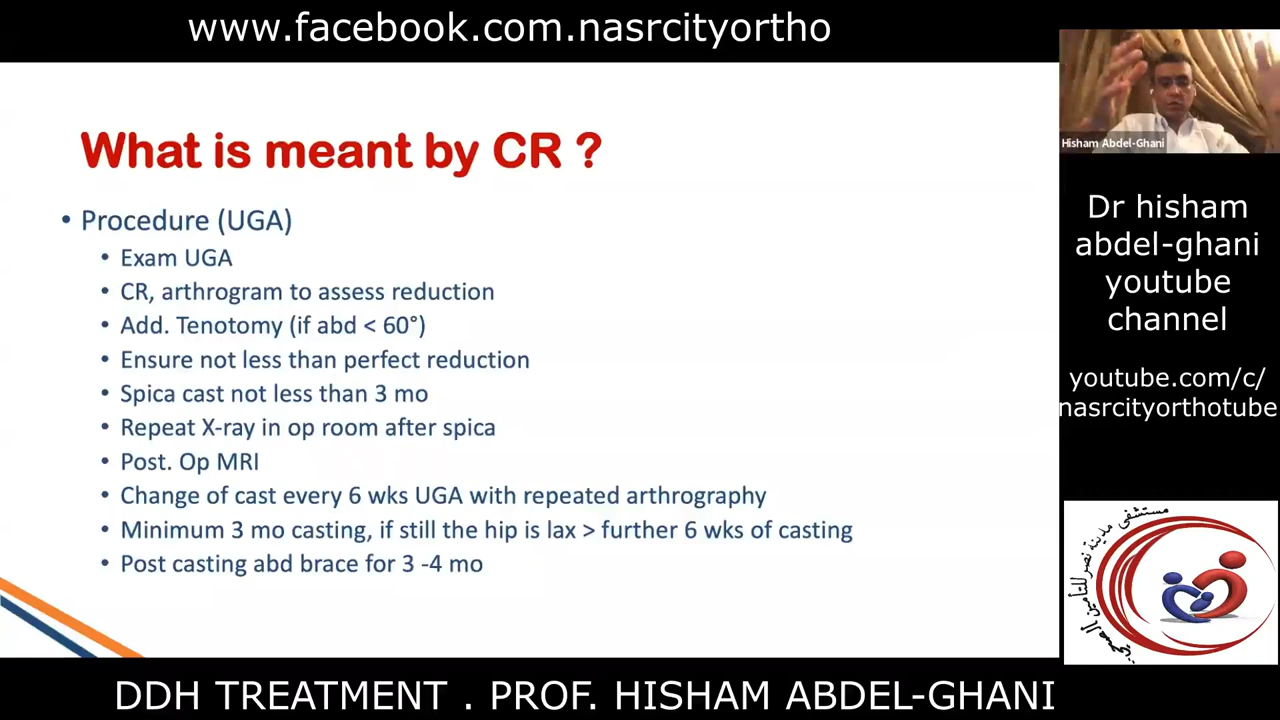 www.facebook.com.nasrcityortho
What is meant by CR ?
• Procedure (UGA)
• Exam UGA
• CR, arthrogram to assess reduction
• Add. Tenotomy (if abd < 60°)
• Ensure not less than perfect reduction
• Spica cast not less than 3 mo
• Repeat X-ray in op room after spica
• Post. Op MRI
• Change of cast every 6 wks UGA with repeated arthrography
• Minimum 3 mo casting, if still the hip is lax > further 6 wks of casting
• Post casting abd brace for 3 -4 mo
Hisham Abdel-Ghani
Dr hisham
abdel-ghani
youtube
channel
youtube.com/c/
nasrcityorthotube
مستشفى مدينة نصر للتأمين الصحي
DDH TREATMENT . PROF. HISHAM ABDEL-GHANI